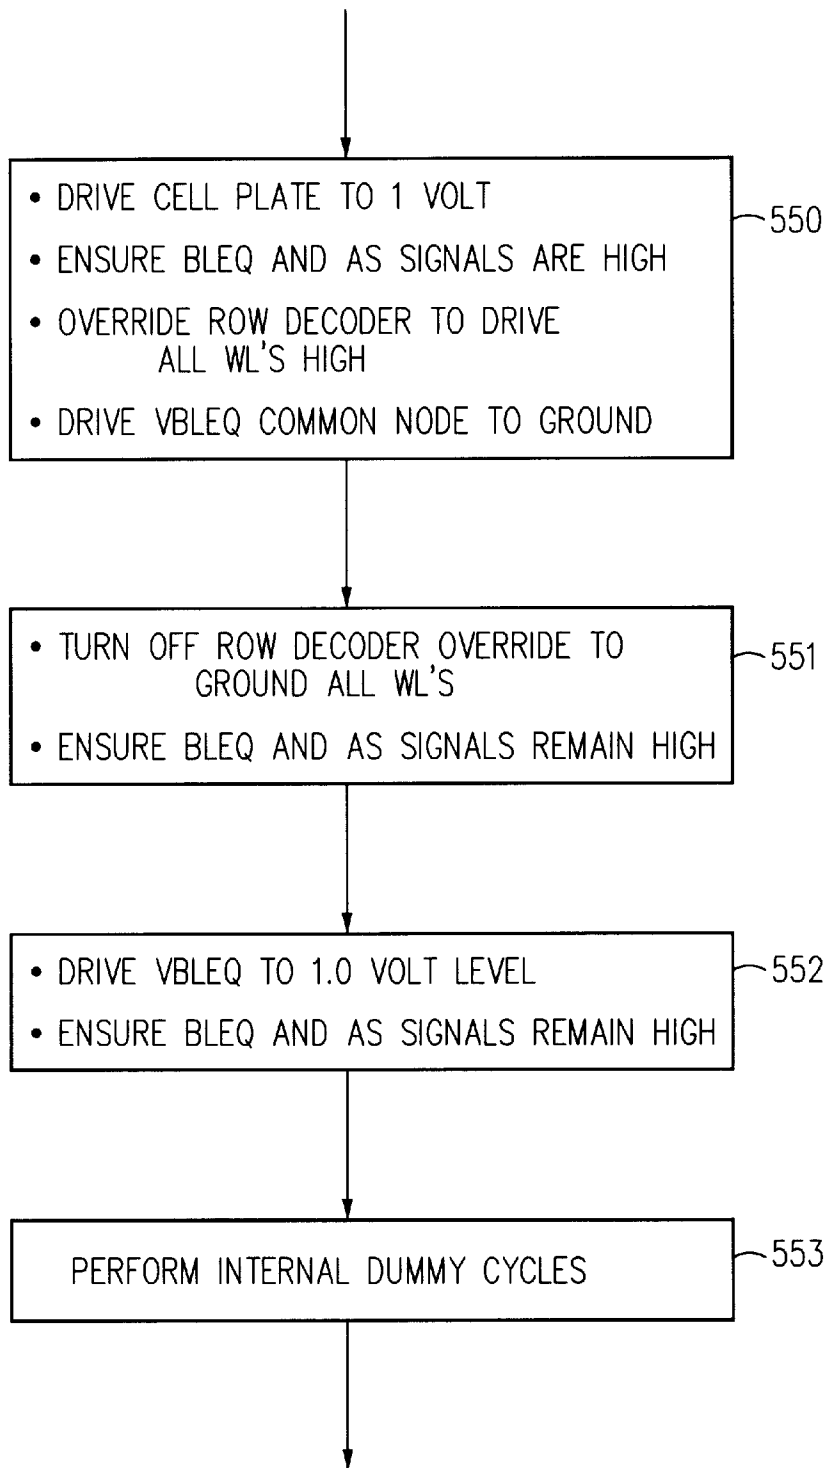 • DRIVE CELL PLATE TO 1 VOLT
• ENSURE BLEQ AND AS SIGNALS ARE HIGH
• OVERRIDE ROW DECODER TO DRIVE
ALL WL'S HIGH
• DRIVE VBLEQ COMMON NODE TO GROUND
550
• TURN OFF ROW DECODER OVERRIDE TO
GROUND ALL WL'S
• ENSURE BLEQ AND AS SIGNALS REMAIN HIGH
551
• DRIVE VBLEQ TO 1.0 VOLT LEVEL
• ENSURE BLEQ AND AS SIGNALS REMAIN HIGH
552
PERFORM INTERNAL DUMMY CYCLES
553